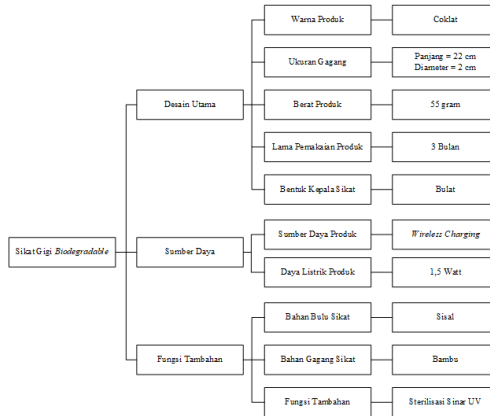 Warna Produk
Coklat
Ukuran Gagang
Panjang = 22 cm
Diameter = 2 cm
Desain Utama
Berat Produk
55 gram
Lama Pemakaian Produk
3 Bulan
Bentuk Kepala Sikat
Bulat
Sikat Gigi Biodegradable
Sumber Daya
Sumber Daya Produk
Wireless Charging
Daya Listrik Produk
1,5 Watt
Fungsi Tambahan
Bahan Bulu Sikat
Sisal
Bahan Gagang Sikat
Bambu
Fungsi Tambahan
Sterilisasi Sinar UV